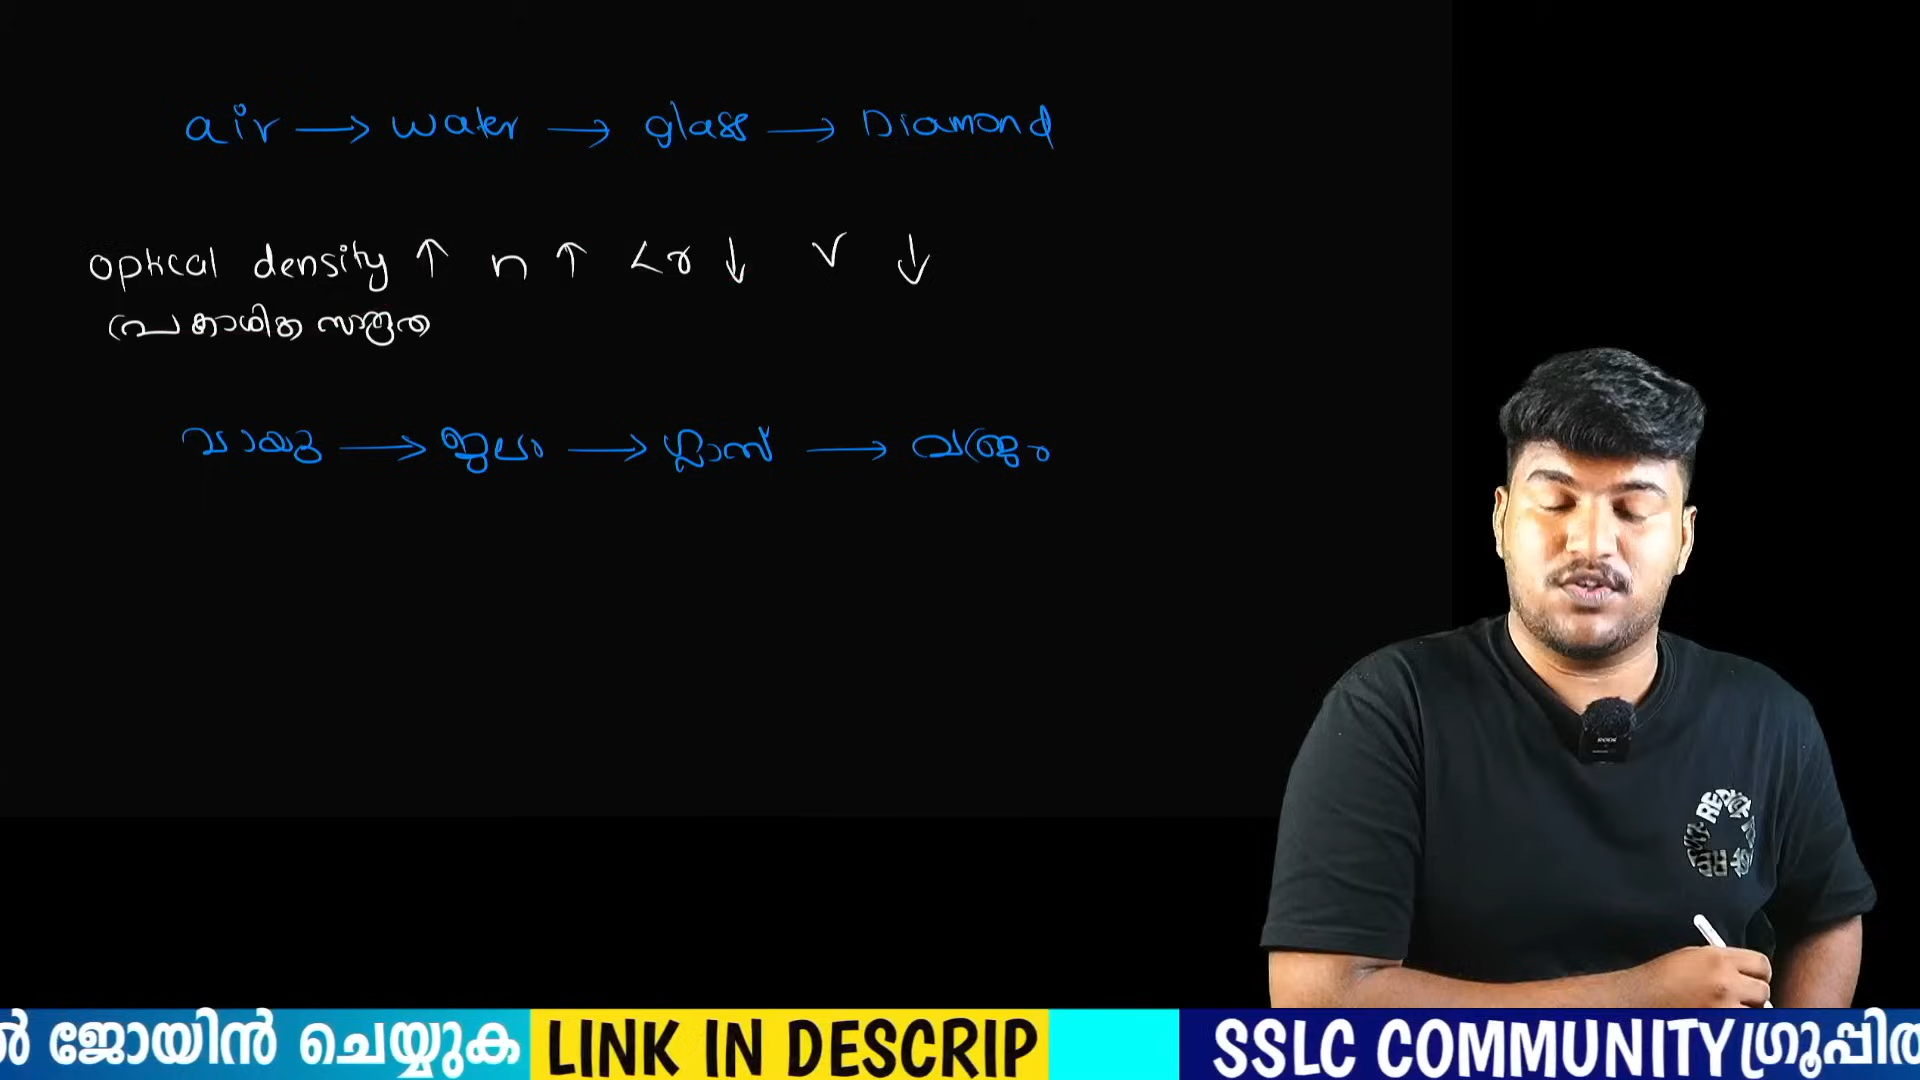 air → water → glass → Diamond
optical density ↑ n ↑ <r ↓ V ↓
പ്രകാശിക സാന്ദ്രത
വായു → ജലം → ഗ്ലാസ് → വജ്രം
ൽ ജോയിൻ ചെയ്യുക LINK IN DESCRIP SSLC COMMUNITY ഗ്രൂപ്പിൽ